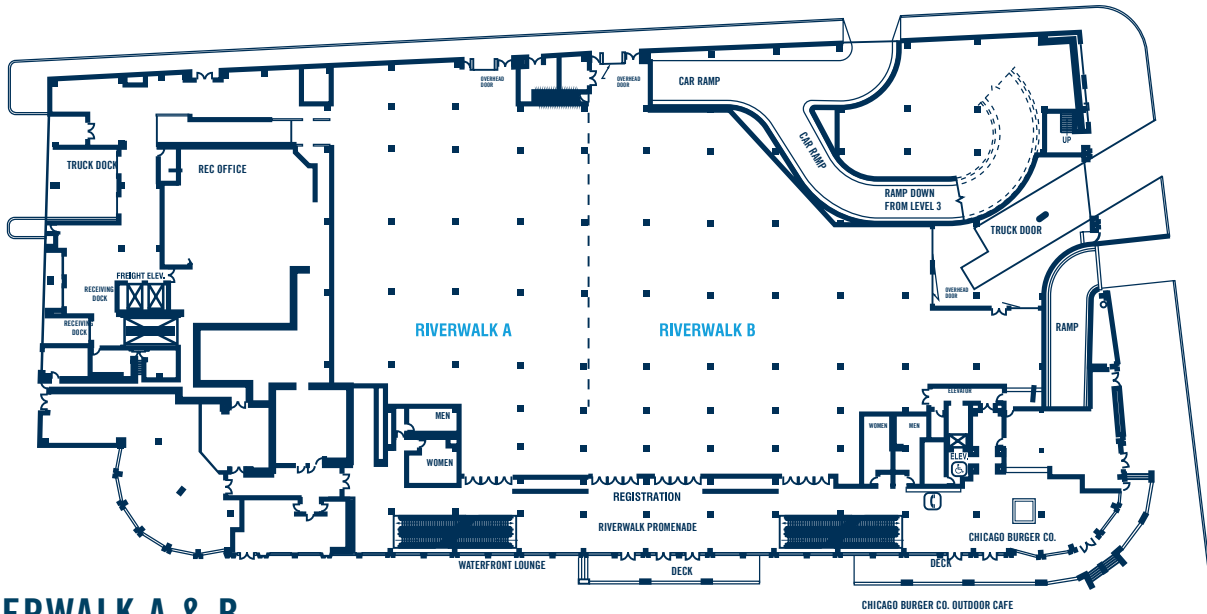 OVERHEAD
DOOR
OVERHEAD
DOOR
CAR RAMP
CAR RAMP
UP
TRUCK DOCK
REC OFFICE
RAMP DOWN
FROM LEVEL 3
TRUCK DOOR
FREIGHT ELEV.
RECEIVING
DOCK
OVERHEAD
DOOR
RECEIVING
DOCK
RIVERWALK A
RIVERWALK B
RAMP
ELEVATOR
MEN
WOMEN
MEN
WOMEN
ELEV.
REGISTRATION
RIVERWALK PROMENADE
CHICAGO BURGER CO.
WATERFRONT LOUNGE
DECK
DECK
CHICAGO BURGER CO. OUTDOOR CAFE
ERWALK A & B